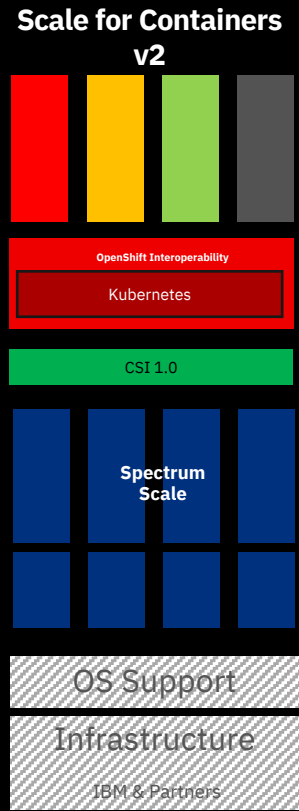 Scale for Containers
v2
OpenShift Interoperability
Kubernetes
CSI 1.0
Spectrum
Scale
OS Support
Infrastructure
IBM & Partners